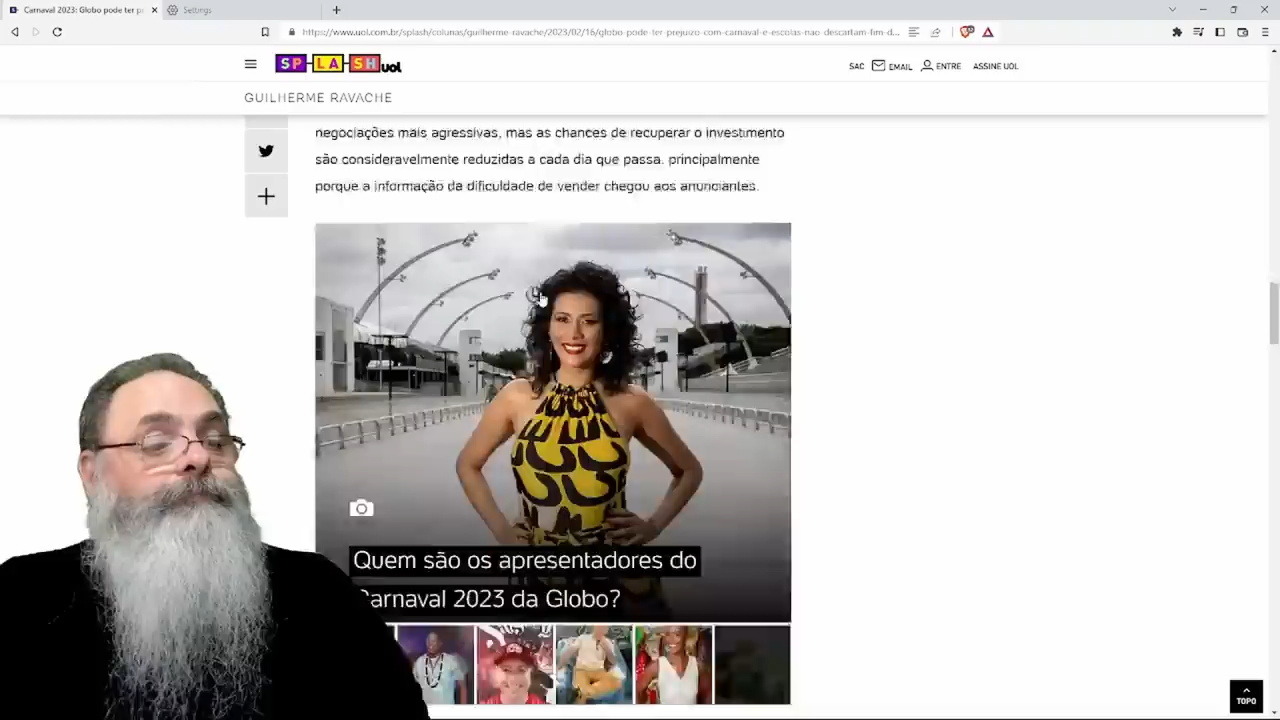 Carnaval 2023: Globo pode ter p
Settings
https://www.uol.com.br/splash/colunas/guilherme-ravache/2023/02/16/globo-pode-ter-prejuizo-com-carnaval-e-escolas-nao-descartam-fim-d...
SPLASH uol
SAC
EMAIL
ENTRE
ASSINE UOL
GUILHERME RAVACHE
negociações mais agressivas, mas as chances de recuperar o investimento
são consideravelmente reduzidas a cada dia que passa, principalmente
porque a informação da dificuldade de vender chegou aos anunciantes.
Quem são os apresentadores do
Carnaval 2023 da Globo?
TOPO